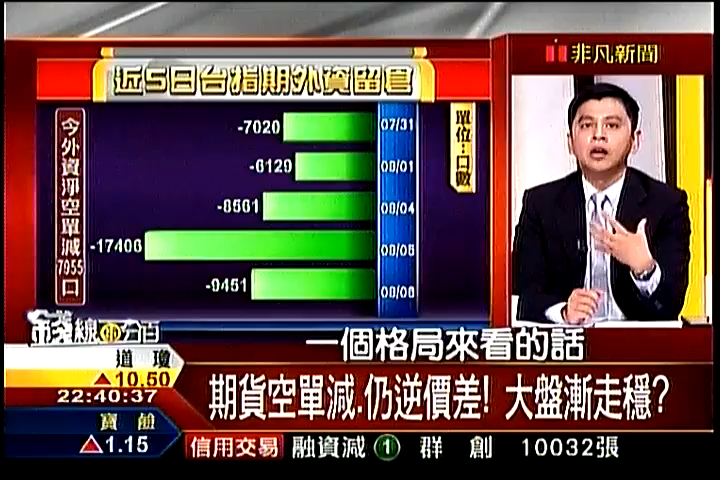 非凡新聞
近5日台指期外資留倉
單位:口數
今外資淨空單減7955口
-7020 07/31
-6129 08/01
-8561 08/04
-17406 08/05
-9451 08/06
錢線百分百
一個格局來看的話
道瓊
▲10.50
期貨空單減.仍逆價差! 大盤漸走穩?
22:40:37
寶鹼
△1.15
信用交易 融資減 1 群創 10032張